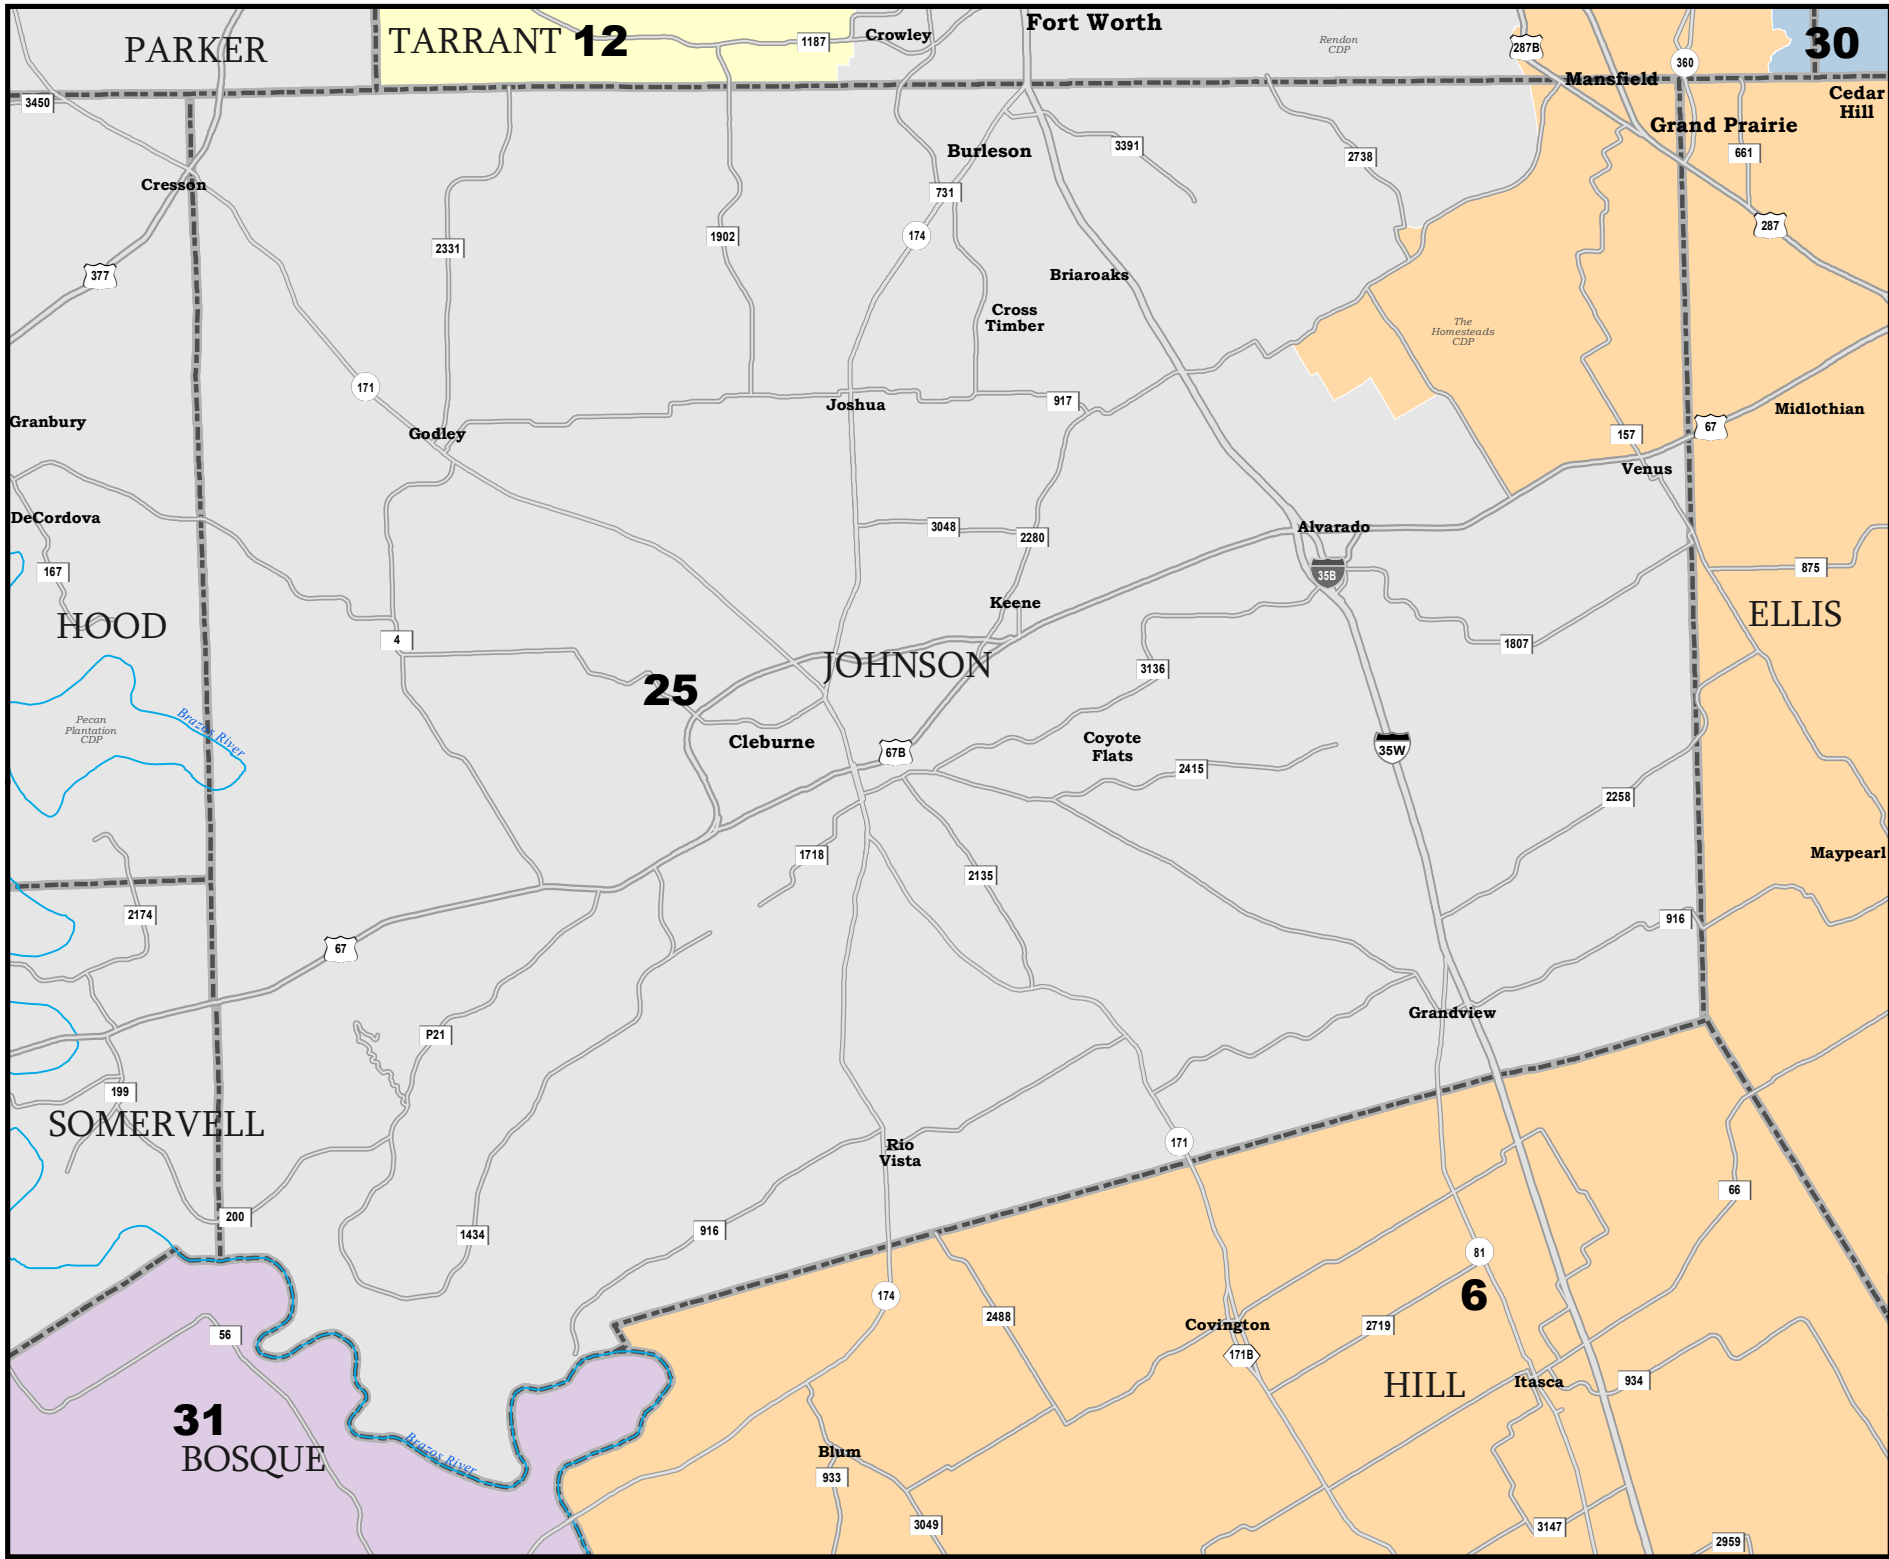 Fort Worth
PARKER
TARRANT 12
1187
Crowley
Rendon
CDP
287B
30
360
Mansfield
3450
Cedar
Hill
Grand Prairie
Burleson
3391
2738
661
Cresson
731
2331
1902
174
287
377
Briaroaks
Cross
Timber
The
Homesteads
CDP
171
Joshua
917
Midlothian
Granbury
Godley
157
67
Venus
DeCordova
3048
2280
Alvarado
167
35B
875
Keene
HOOD
ELLIS
4
1807
JOHNSON
3136
25
Pecan
Plantation
CDP
Brazos River
Cleburne
67B
Coyote
Flats
35W
2415
2258
1718
Maypearl
2135
2174
916
67
P21
Grandview
199
SOMERVELL
171
Rio
Vista
66
200
1434
916
81
174
6
2488
56
Covington
2719
171B
HILL
Itasca
934
31
BOSQUE
Brazos River
Blum
933
3049
3147
2959